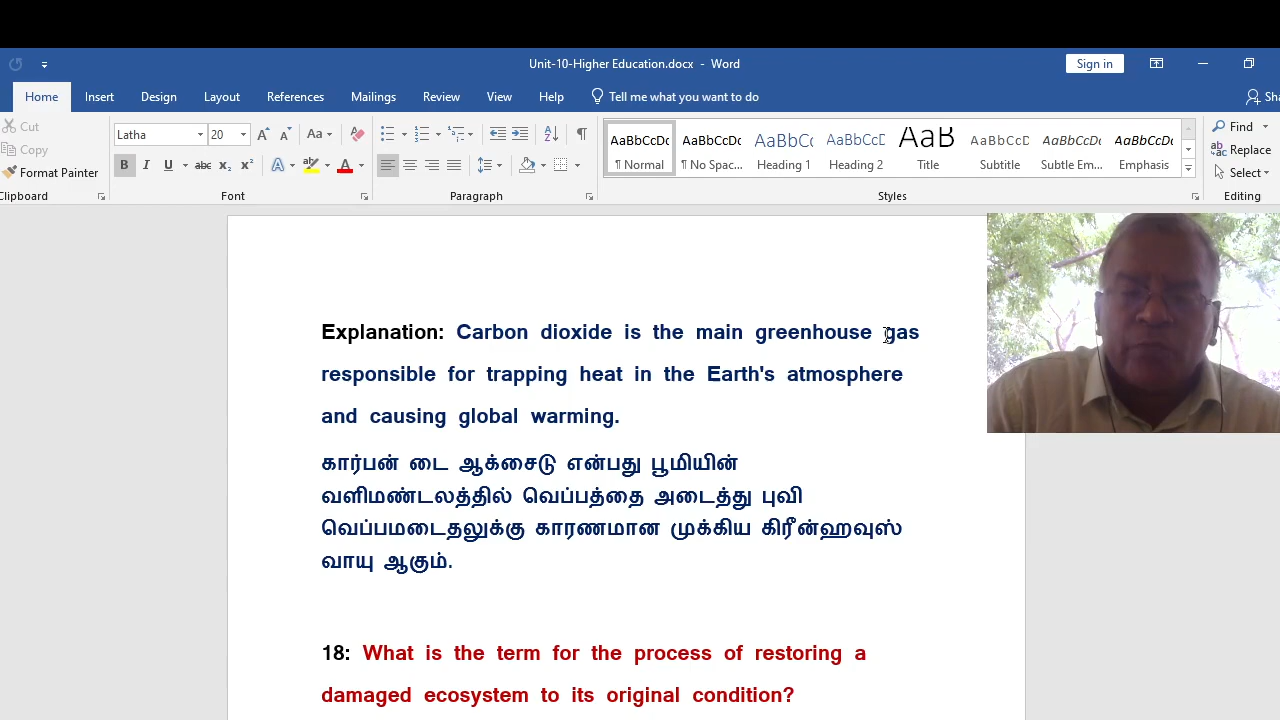 Unit-10-Higher Education.docx - Word
Sign in
Home Insert Design Layout References Mailings Review View Help Tell me what you want to do
Cut
Copy
Format Painter
Latha 20
Aa
B I U abc X₂ X² A A
AaBbCcDc AaBbCcDc AaBbC AaBbCcD AaB AaBbCcD AaBbCcDc AaBbCcDc
¶ Normal ¶ No Spac... Heading 1 Heading 2 Title Subtitle Subtle Em... Emphasis
Find
Replace
Select
Clipboard Font Paragraph Styles Editing
Explanation: Carbon dioxide is the main greenhouse gas
responsible for trapping heat in the Earth's atmosphere
and causing global warming.
கார்பன் டை ஆக்சைடு என்பது பூமியின்
வளிமண்டலத்தில் வெப்பத்தை அடைத்து புவி
வெப்பமடைதலுக்கு காரணமான முக்கிய கிரீன்ஹவுஸ்
வாயு ஆகும்.
18: What is the term for the process of restoring a
damaged ecosystem to its original condition?